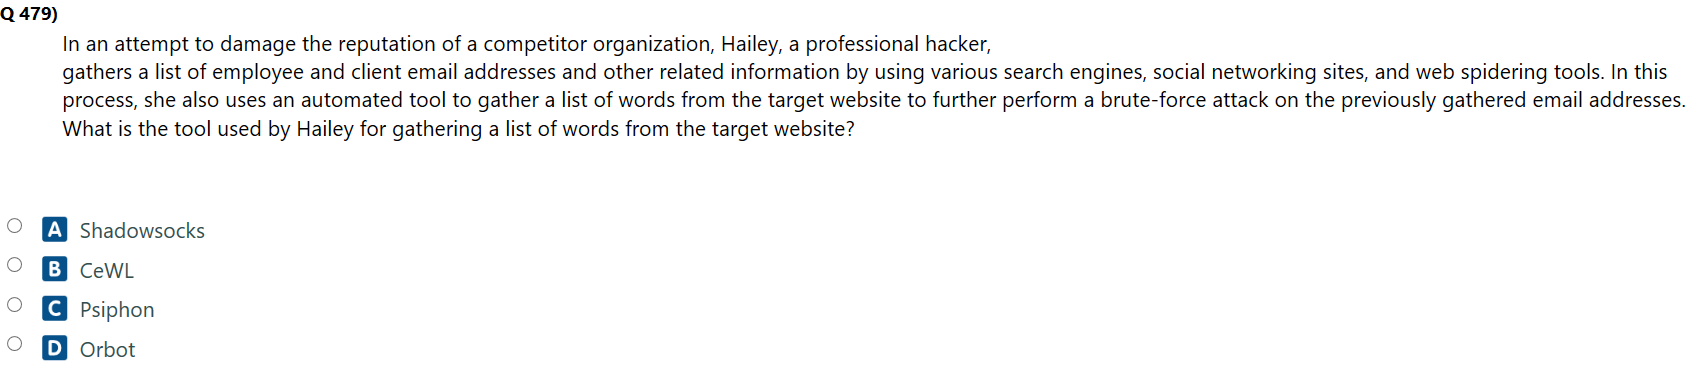 Q 479)
In an attempt to damage the reputation of a competitor organization, Hailey, a professional hacker,
gathers a list of employee and client email addresses and other related information by using various search engines, social networking sites, and web spidering tools. In this
process, she also uses an automated tool to gather a list of words from the target website to further perform a brute-force attack on the previously gathered email addresses.
What is the tool used by Hailey for gathering a list of words from the target website?
A Shadowsocks
B CeWL
C Psiphon
D Orbot